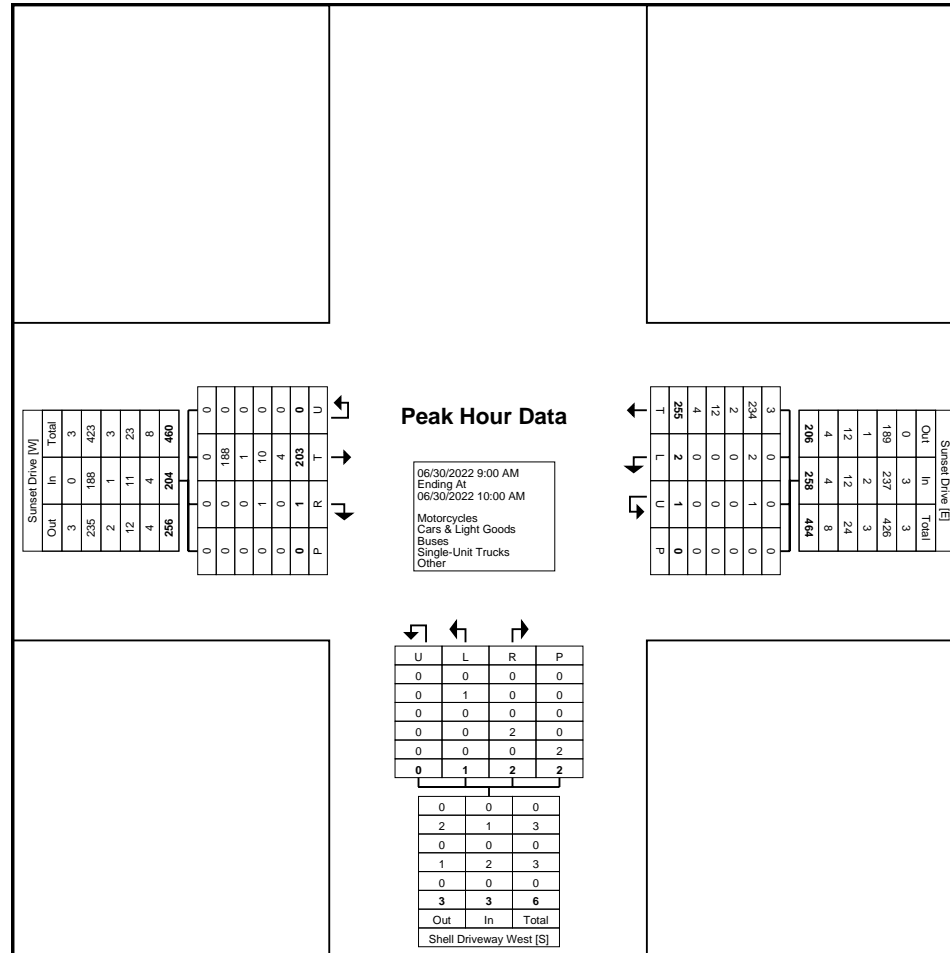 Peak Hour Data
06/30/2022 9:00 AM
Ending At
06/30/2022 10:00 AM
Motorcycles
Cars & Light Goods
Buses
Single-Unit Trucks
Other
Sunset Drive [W]
Total 3 423 3 23 8 460
In 0 188 1 11 4 204
Out 3 235 2 12 4 256
0 0 0 0 0 0 U
0 188 1 10 4 203 T
0 0 0 1 0 1 R
0 0 0 0 0 0 P
T 255 4 12 2 234 3
L 2 0 0 0 2 0
U 1 0 0 0 1 0
P 0 0 0 0 0 0
206 4 12 1 189 0 Out
258 4 12 2 237 3 In
464 8 24 3 426 3 Total
Sunset Drive [E]
U L R P
0 0 0 0
0 1 0 0
0 0 0 0
0 0 2 0
0 0 0 2
0 1 2 2
0 0 0
2 1 3
0 0 0
1 2 3
0 0 0
3 3 6
Out In Total
Shell Driveway West [S]